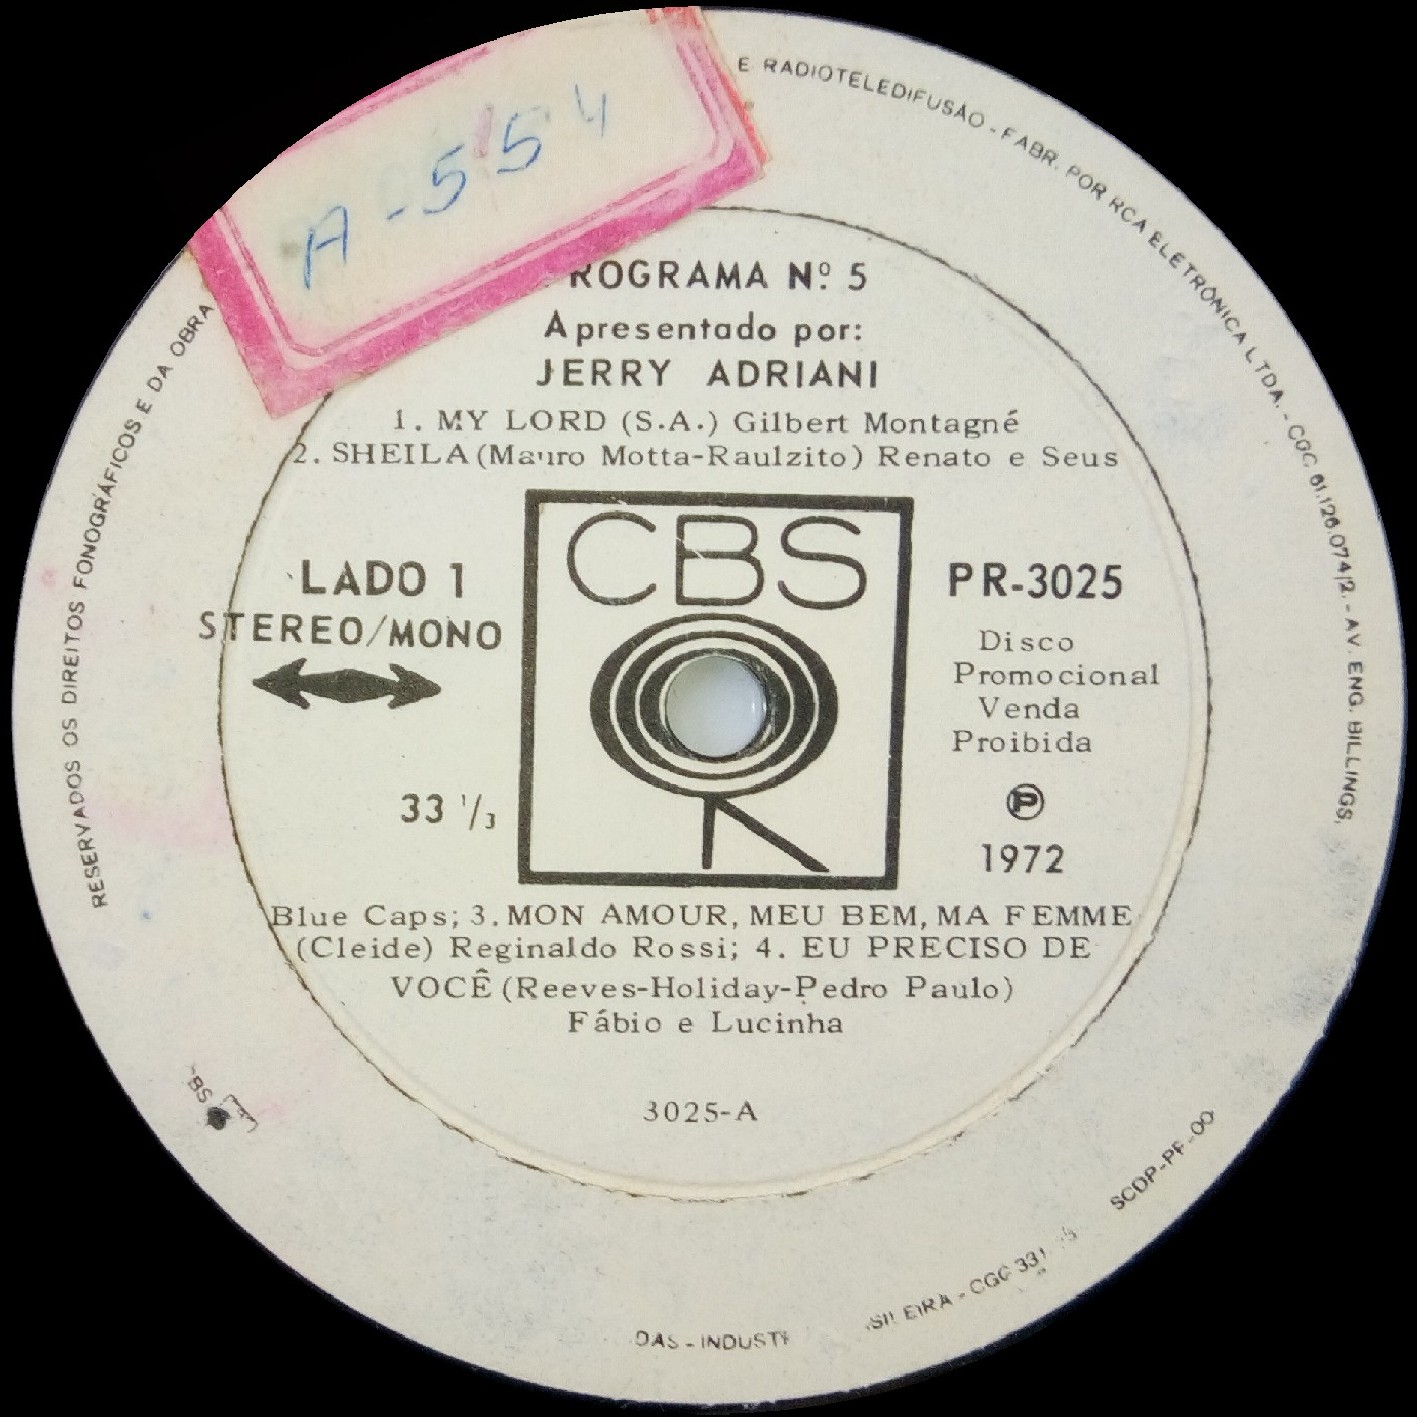 A-554
ROGRAMA Nº 5
Apresentado por:
JERRY ADRIANI
1. MY LORD (S.A.) Gilbert Montagné
2. SHEILA (Mauro Motta-Raulzito) Renato e Seus
CBS
LADO 1
STEREO/MONO
33 1/3
PR-3025
Disco
Promocional
Venda
Proibida
℗
1972
Blue Caps; 3. MON AMOUR, MEU BEM, MA FEMME
(Cleide) Reginaldo Rossi; 4. EU PRECISO DE
VOCÊ (Reeves-Holiday-Pedro Paulo)
Fábio e Lucinha
3025-A
RESERVADOS OS DIREITOS FONOGRÁFICOS E DA OBRA
E RADIOTELEDIFUSÃO - FABR. POR RCA ELETRÔNICA LTDA. - CGC 61.126.074/2. - AV. ENG. BILLINGS,
SCDP-PF-00